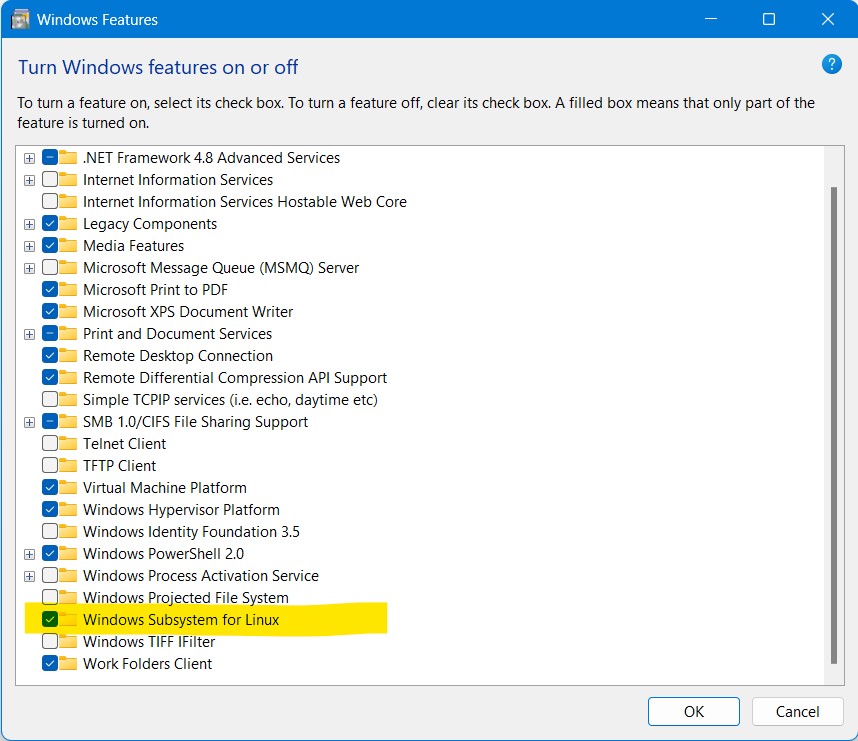 Windows Features
Turn Windows features on or off
?
To turn a feature on, select its check box. To turn a feature off, clear its check box. A filled box means that only part of the
feature is turned on.
.NET Framework 4.8 Advanced Services
Internet Information Services
Internet Information Services Hostable Web Core
Legacy Components
Media Features
Microsoft Message Queue (MSMQ) Server
Microsoft Print to PDF
Microsoft XPS Document Writer
Print and Document Services
Remote Desktop Connection
Remote Differential Compression API Support
Simple TCPIP services (i.e. echo, daytime etc)
SMB 1.0/CIFS File Sharing Support
Telnet Client
TFTP Client
Virtual Machine Platform
Windows Hypervisor Platform
Windows Identity Foundation 3.5
Windows PowerShell 2.0
Windows Process Activation Service
Windows Projected File System
Windows Subsystem for Linux
Windows TIFF IFilter
Work Folders Client
OK Cancel